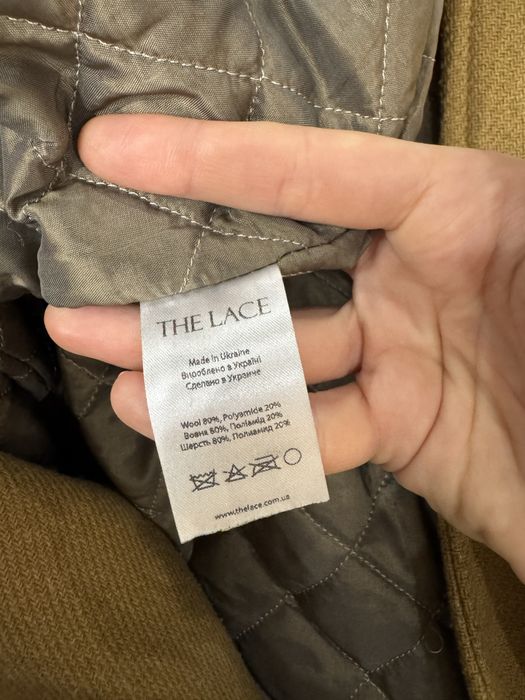 THE LACE
Made in Ukraine
Вироблено в Україні
Сделано в Украине
Wool 80%, Polyamide 20%
Вовна 80%, Поліамід 20%
Шерсть 80%, Полиамид 20%
www.thelace.com.ua